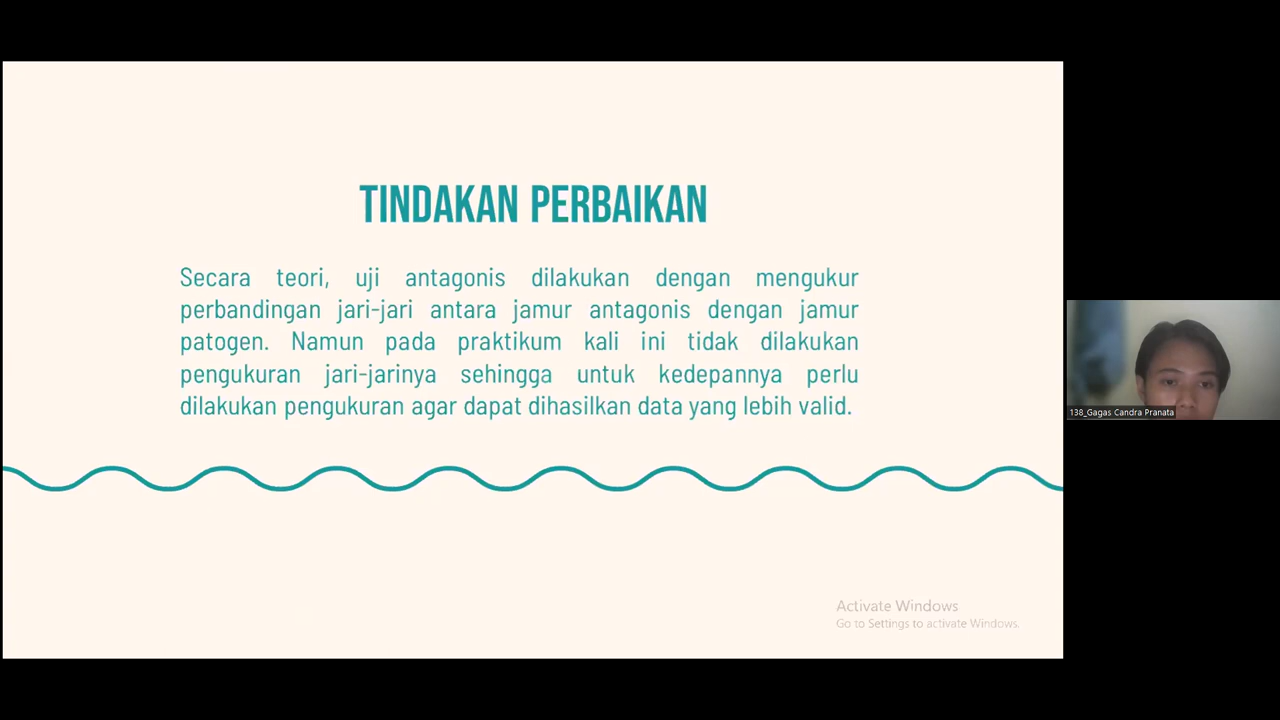 TINDAKAN PERBAIKAN
Secara teori, uji antagonis dilakukan dengan mengukur
perbandingan jari-jari antara jamur antagonis dengan jamur
patogen. Namun pada praktikum kali ini tidak dilakukan
pengukuran jari-jarinya sehingga untuk kedepannya perlu
dilakukan pengukuran agar dapat dihasilkan data yang lebih valid.
138_Gagas Candra Pranata
Activate Windows
Go to Settings to activate Windows.